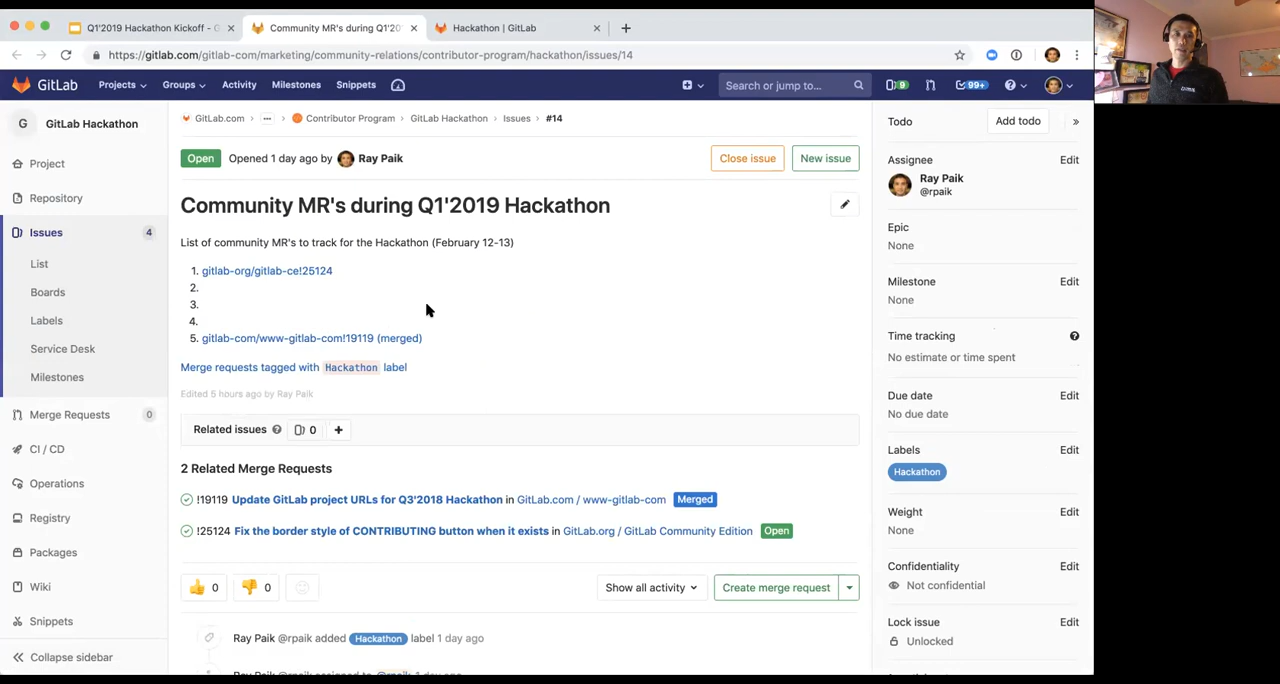 Q1'2019 Hackathon Kickoff - G
Community MR's during Q1'20
Hackathon | GitLab
https://gitlab.com/gitlab-com/marketing/community-relations/contributor-program/hackathon/issues/14
GitLab
Projects
Groups
Activity
Milestones
Snippets
Search or jump to...
9
99+
G
GitLab Hackathon
Project
Repository
Issues
4
List
Boards
Labels
Service Desk
Milestones
Merge Requests
0
CI / CD
Operations
Registry
Packages
Wiki
Snippets
Collapse sidebar
GitLab.com > ... > Contributor Program > GitLab Hackathon > Issues > #14
Open Opened 1 day ago by Ray Paik
Close issue
New issue
Community MR's during Q1'2019 Hackathon
List of community MR's to track for the Hackathon (February 12-13)
1. gitlab-org/gitlab-ce!25124
2.
3.
4.
5. gitlab-com/www-gitlab-com!19119 (merged)
Merge requests tagged with Hackathon label
Edited 5 hours ago by Ray Paik
Related issues ? 0 +
2 Related Merge Requests
!19119 Update GitLab project URLs for Q3'2018 Hackathon in GitLab.com / www-gitlab-com Merged
!25124 Fix the border style of CONTRIBUTING button when it exists in GitLab.org / GitLab Community Edition Open
👍 0
👎 0
Show all activity
Create merge request
Ray Paik @rpaik added Hackathon label 1 day ago
Ray Paik @rpaik assigned to @rpaik 1 day ago
Todo
Add todo
»
Assignee
Edit
Ray Paik
@rpaik
Epic
None
Milestone
Edit
None
Time tracking
No estimate or time spent
Due date
Edit
No due date
Labels
Edit
Hackathon
Weight
Edit
None
Confidentiality
Edit
Not confidential
Lock issue
Edit
Unlocked